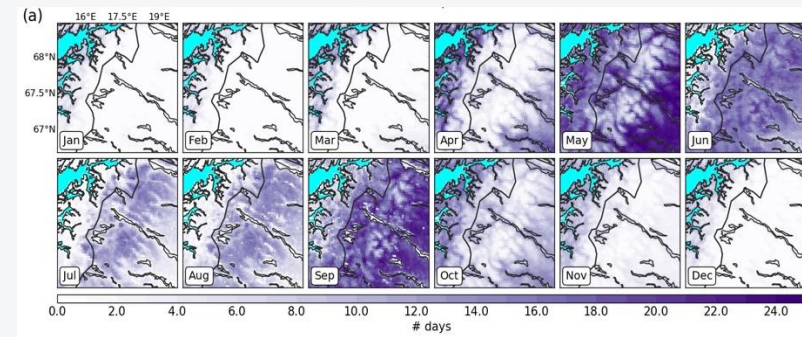 (a)
16°E 17.5°E 19°E
68°N
67.5°N
67°N
Jan Feb Mar Apr May Jun
Jul Aug Sep Oct Nov Dec
0.0 2.0 4.0 6.0 8.0 10.0 12.0 14.0 16.0 18.0 20.0 22.0 24.0
# days